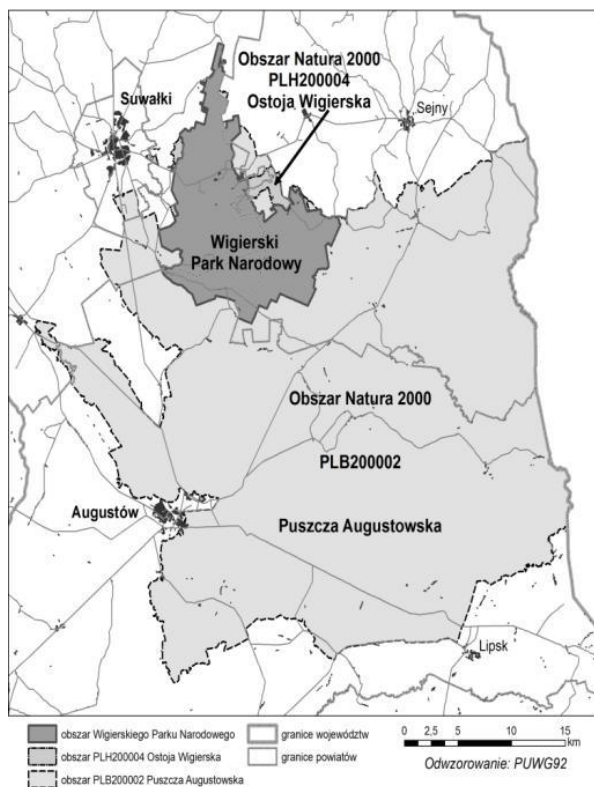 Obszar Natura 2000
PLH200004
Ostoja Wigierska
Suwałki
Sejny
Wigierski
Park Narodowy
Obszar Natura 2000
PLB200002
Augustów
Puszcza Augustowska
Lipsk
obszar Wigierskiego Parku Narodowego
obszar PLH200004 Ostoja Wigierska
obszar PLB200002 Puszcza Augustowska
granice województw
granice powiatów
0 2,5 5 10 15
km
Odwzorowanie: PUWG92